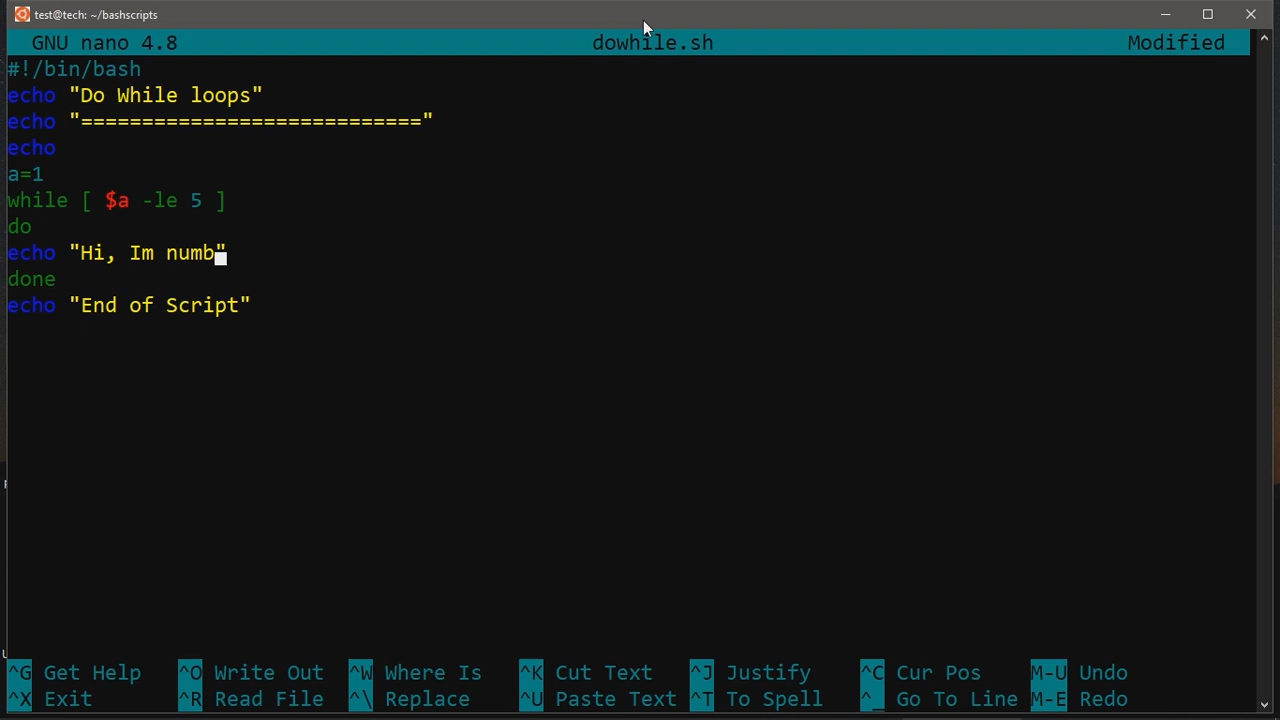 test@tech: ~/bashscripts
GNU nano 4.8 dowhile.sh Modified
#!/bin/bash
echo "Do While loops"
echo "============================"
echo
a=1
while [ $a -le 5 ]
do
echo "Hi, Im numb"
done
echo "End of Script"
^G Get Help ^O Write Out ^W Where Is ^K Cut Text ^J Justify ^C Cur Pos M-U Undo
^X Exit ^R Read File ^\ Replace ^U Paste Text ^T To Spell ^_ Go To Line M-E Redo